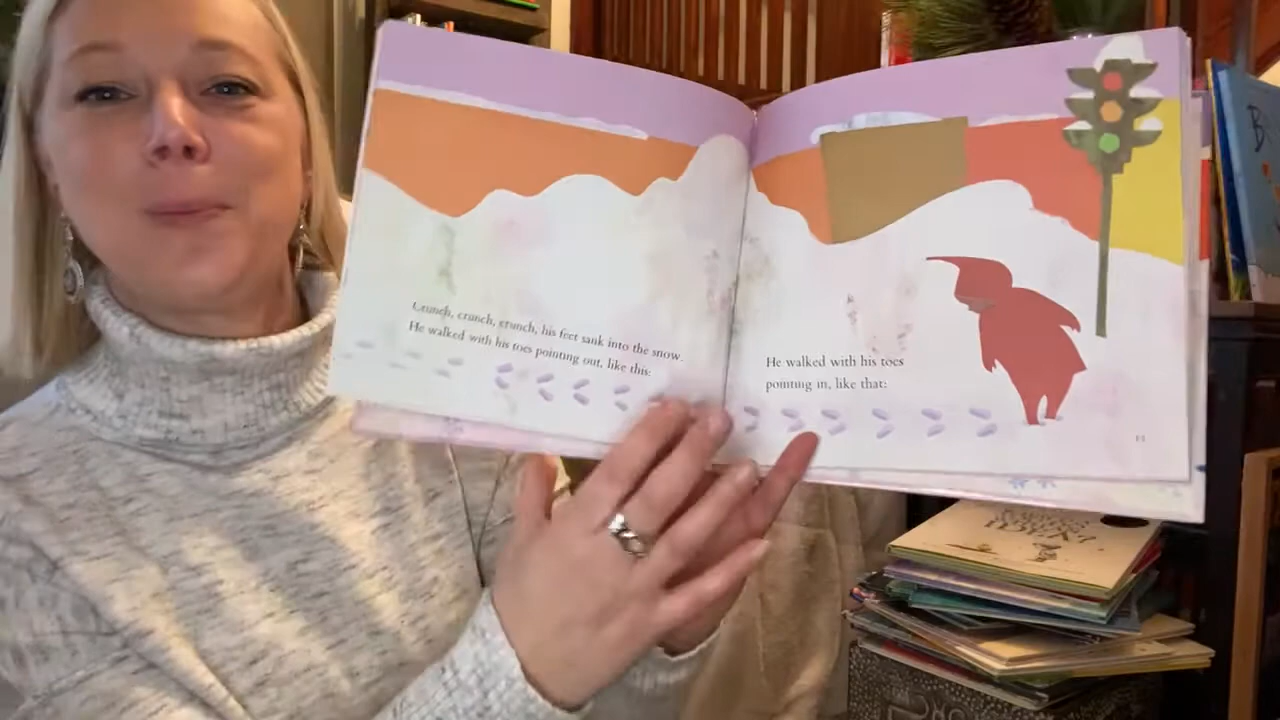 Crunch, crunch, crunch, his feet sank into the snow.
He walked with his toes pointing out, like this:
He walked with his toes
pointing in, like that: